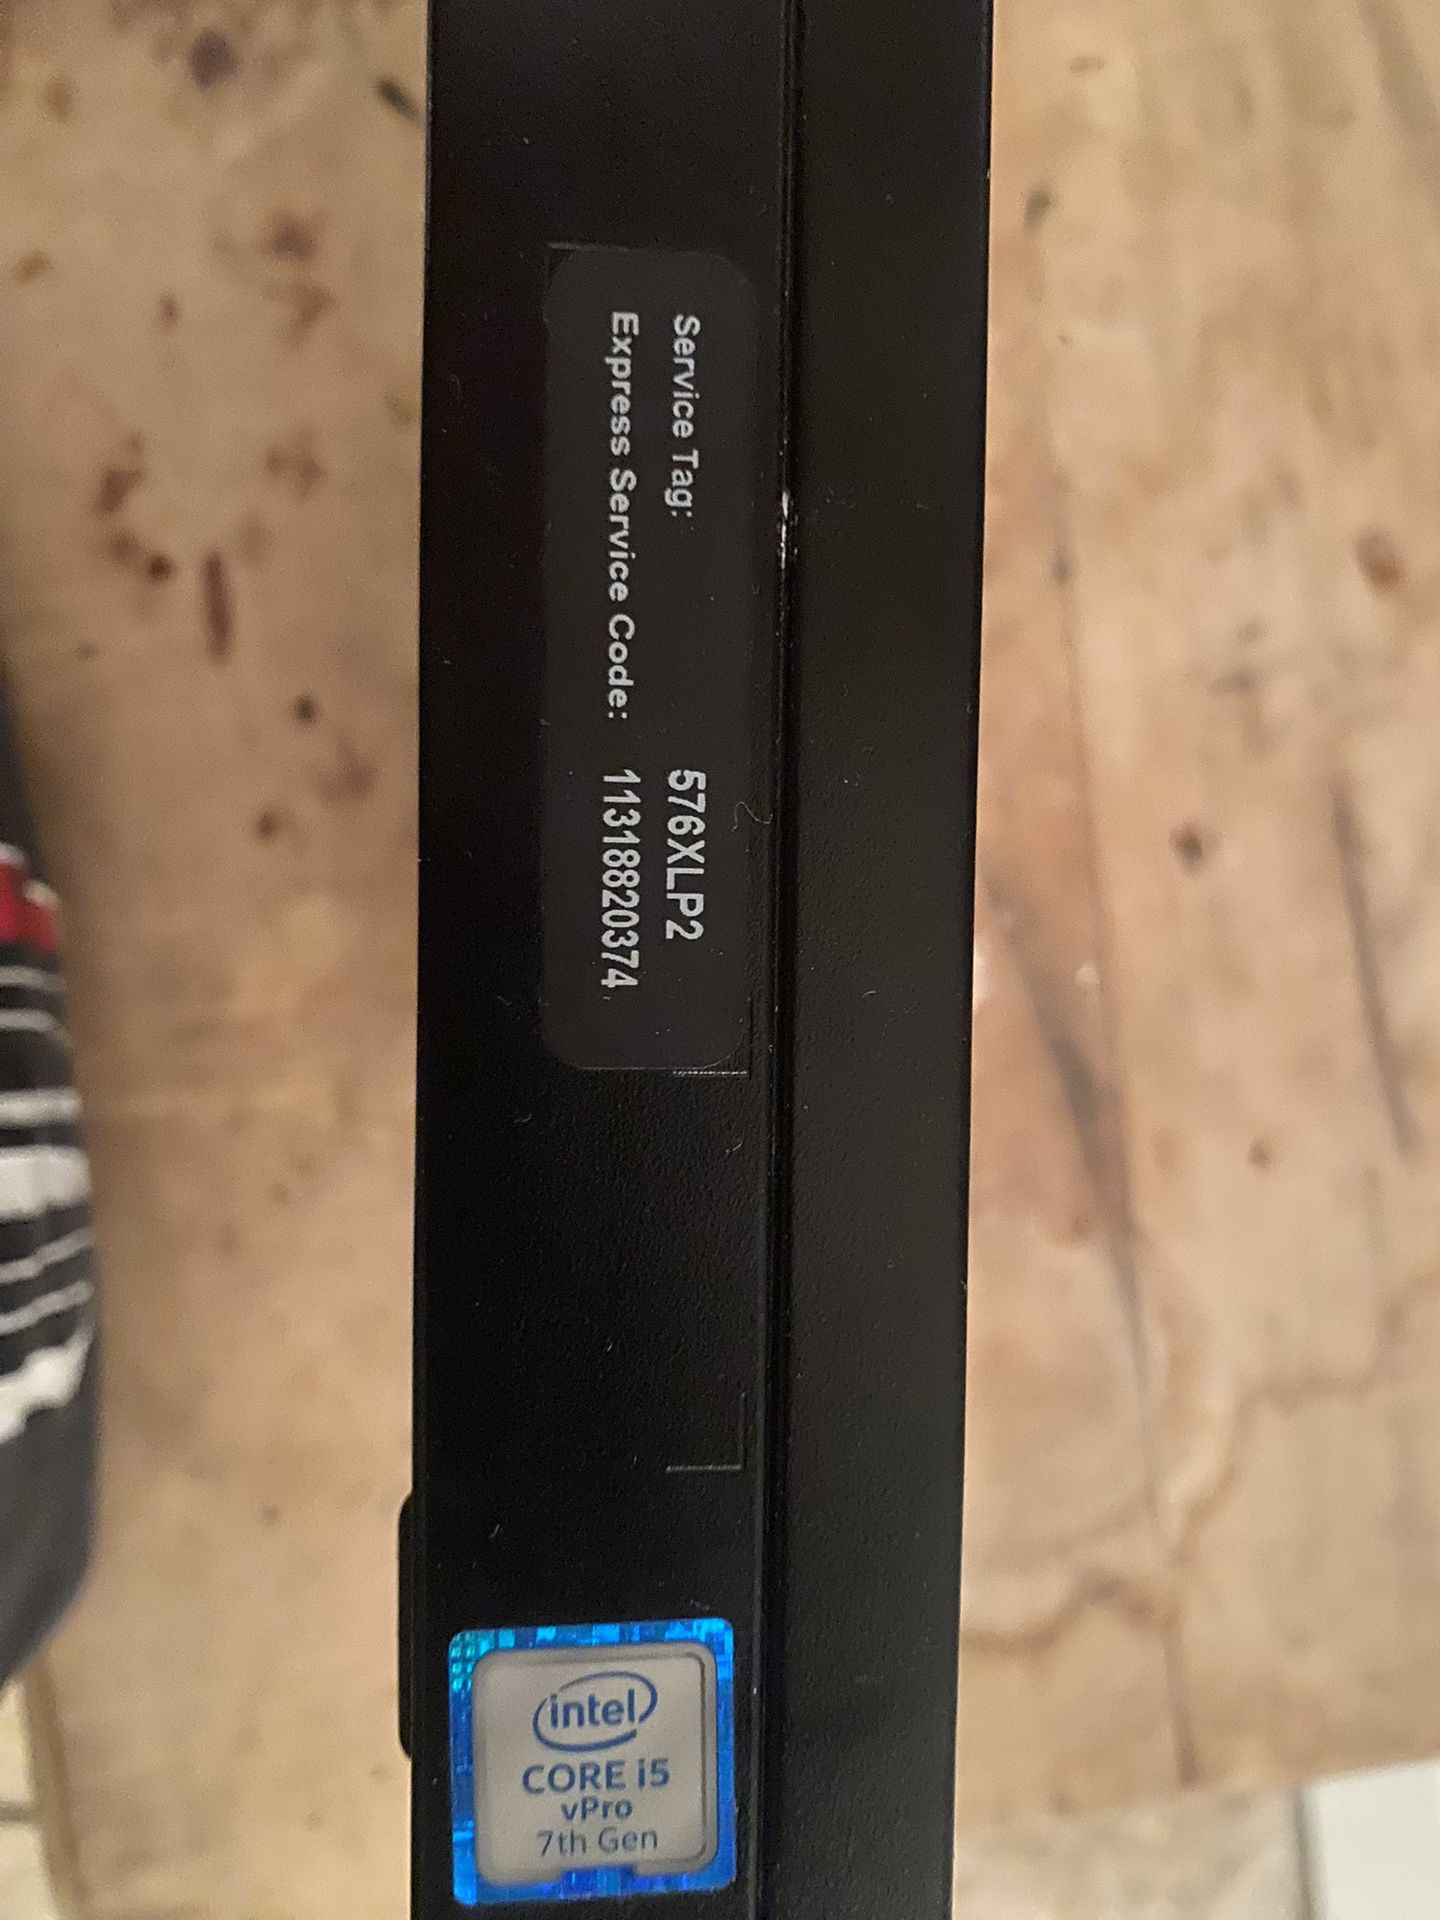 Service Tag: 576XLP2
Express Service Code: 11318820374
intel
CORE i5
vPro
7th Gen